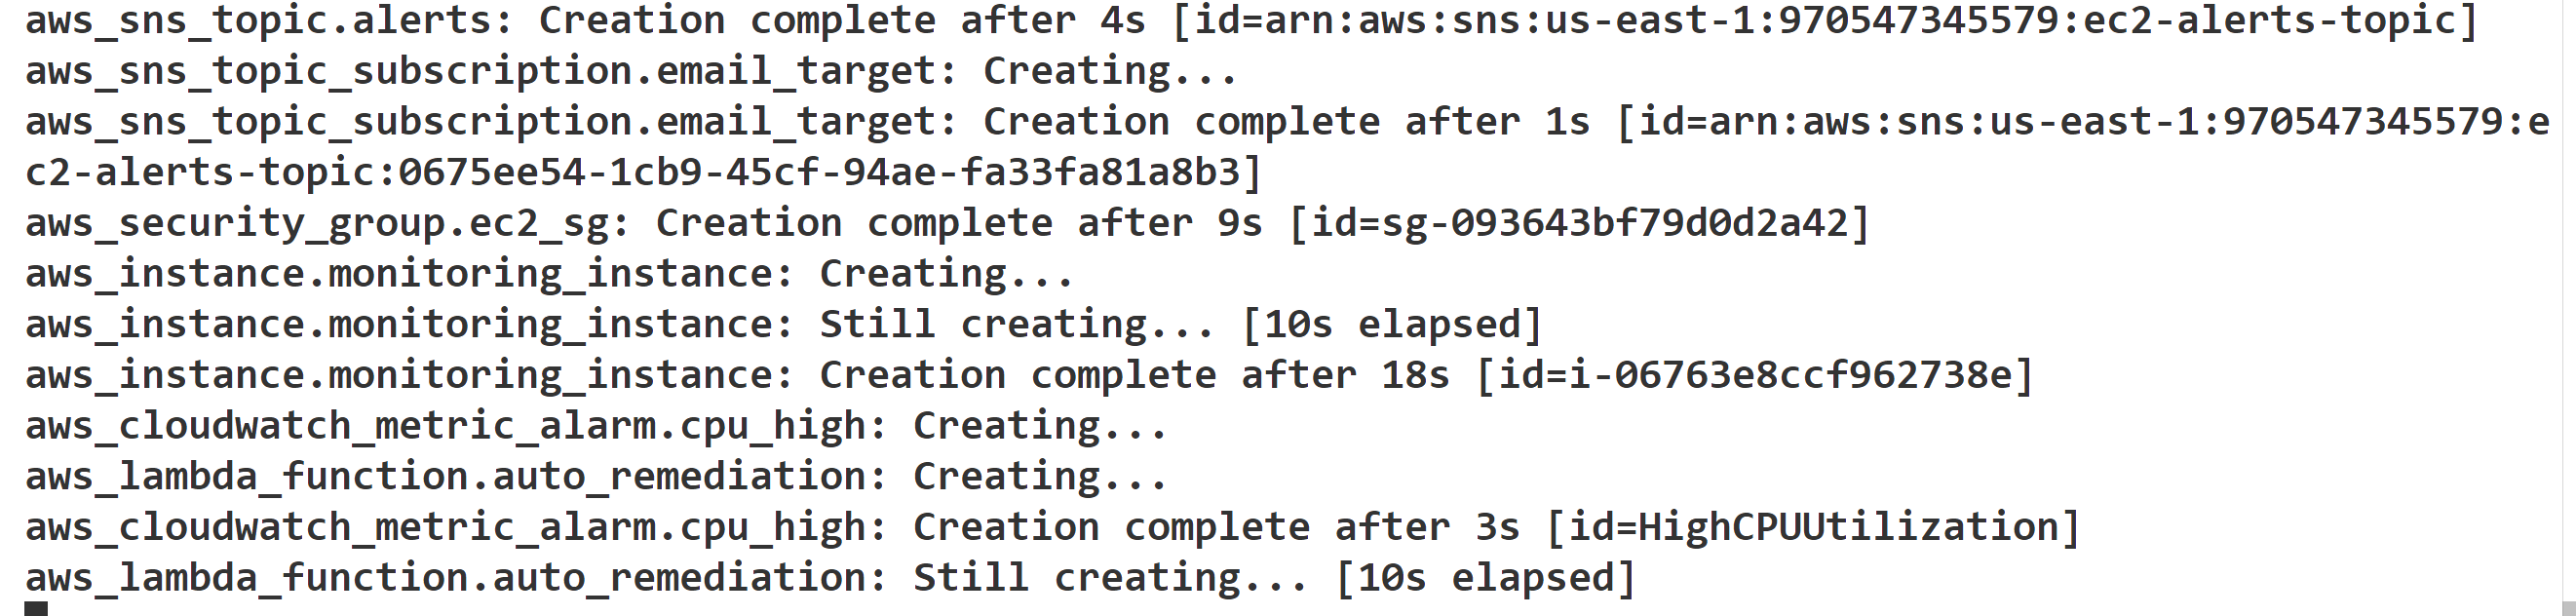 aws_sns_topic.alerts: Creation complete after 4s [id=arn:aws:sns:us-east-1:970547345579:ec2-alerts-topic]
aws_sns_topic_subscription.email_target: Creating...
aws_sns_topic_subscription.email_target: Creation complete after 1s [id=arn:aws:sns:us-east-1:970547345579:e
c2-alerts-topic:0675ee54-1cb9-45cf-94ae-fa33fa81a8b3]
aws_security_group.ec2_sg: Creation complete after 9s [id=sg-093643bf79d0d2a42]
aws_instance.monitoring_instance: Creating...
aws_instance.monitoring_instance: Still creating... [10s elapsed]
aws_instance.monitoring_instance: Creation complete after 18s [id=i-06763e8ccf962738e]
aws_cloudwatch_metric_alarm.cpu_high: Creating...
aws_lambda_function.auto_remediation: Creating...
aws_cloudwatch_metric_alarm.cpu_high: Creation complete after 3s [id=HighCPUUtilization]
aws_lambda_function.auto_remediation: Still creating... [10s elapsed]